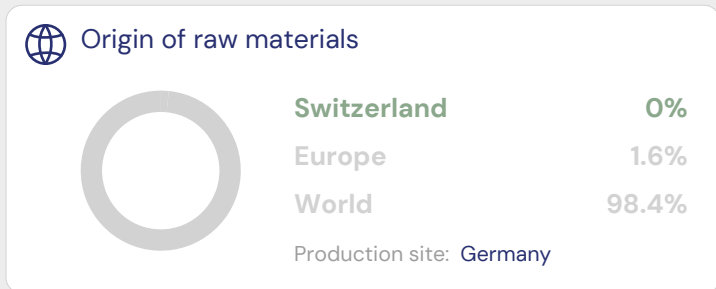 Origin of raw materials
Switzerland 0%
Europe 1.6%
World 98.4%
Production site: Germany